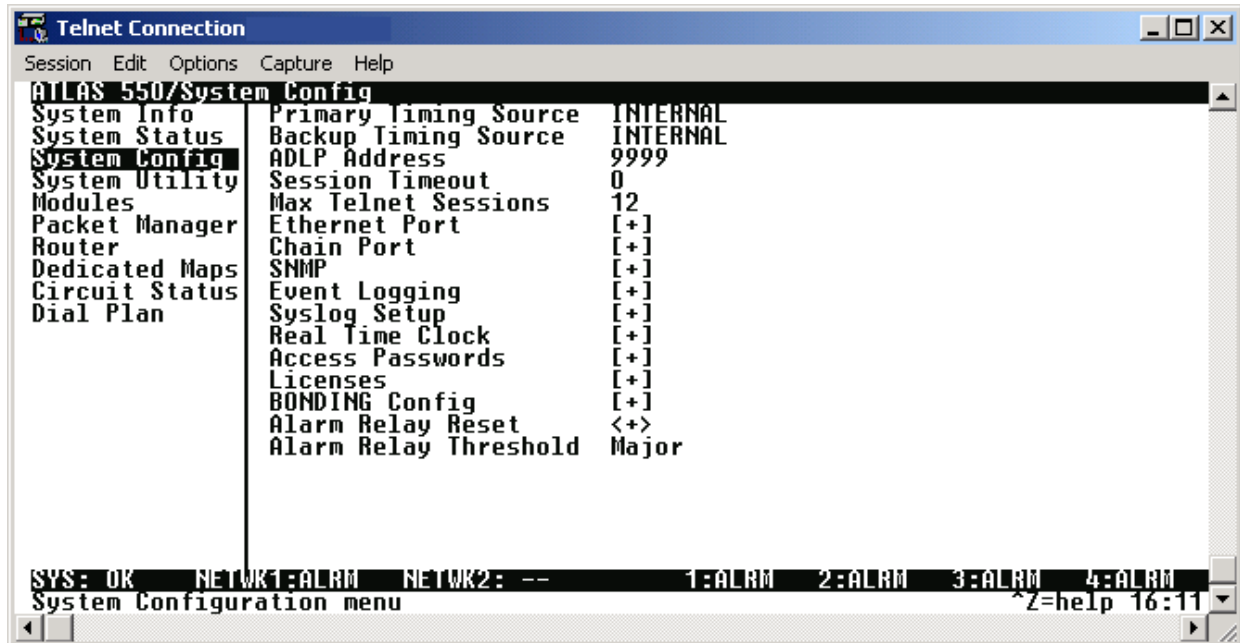 Telnet Connection
Session Edit Options Capture Help
ATLAS 550/System Config
System Info Primary Timing Source INTERNAL
System Status Backup Timing Source INTERNAL
System Config ADLP Address 9999
System Utility Session Timeout 0
Modules Max Telnet Sessions 12
Packet Manager Ethernet Port [+]
Router Chain Port [+]
Dedicated Maps SNMP [+]
Circuit Status Event Logging [+]
Dial Plan Syslog Setup [+]
Real Time Clock [+]
Access Passwords [+]
Licenses [+]
BONDING Config [+]
Alarm Relay Reset <+>
Alarm Relay Threshold Major
SYS: OK NETWK1:ALRM NETWK2: -- 1:ALRM 2:ALRM 3:ALRM 4:ALRM
System Configuration menu ^Z=help 16:11